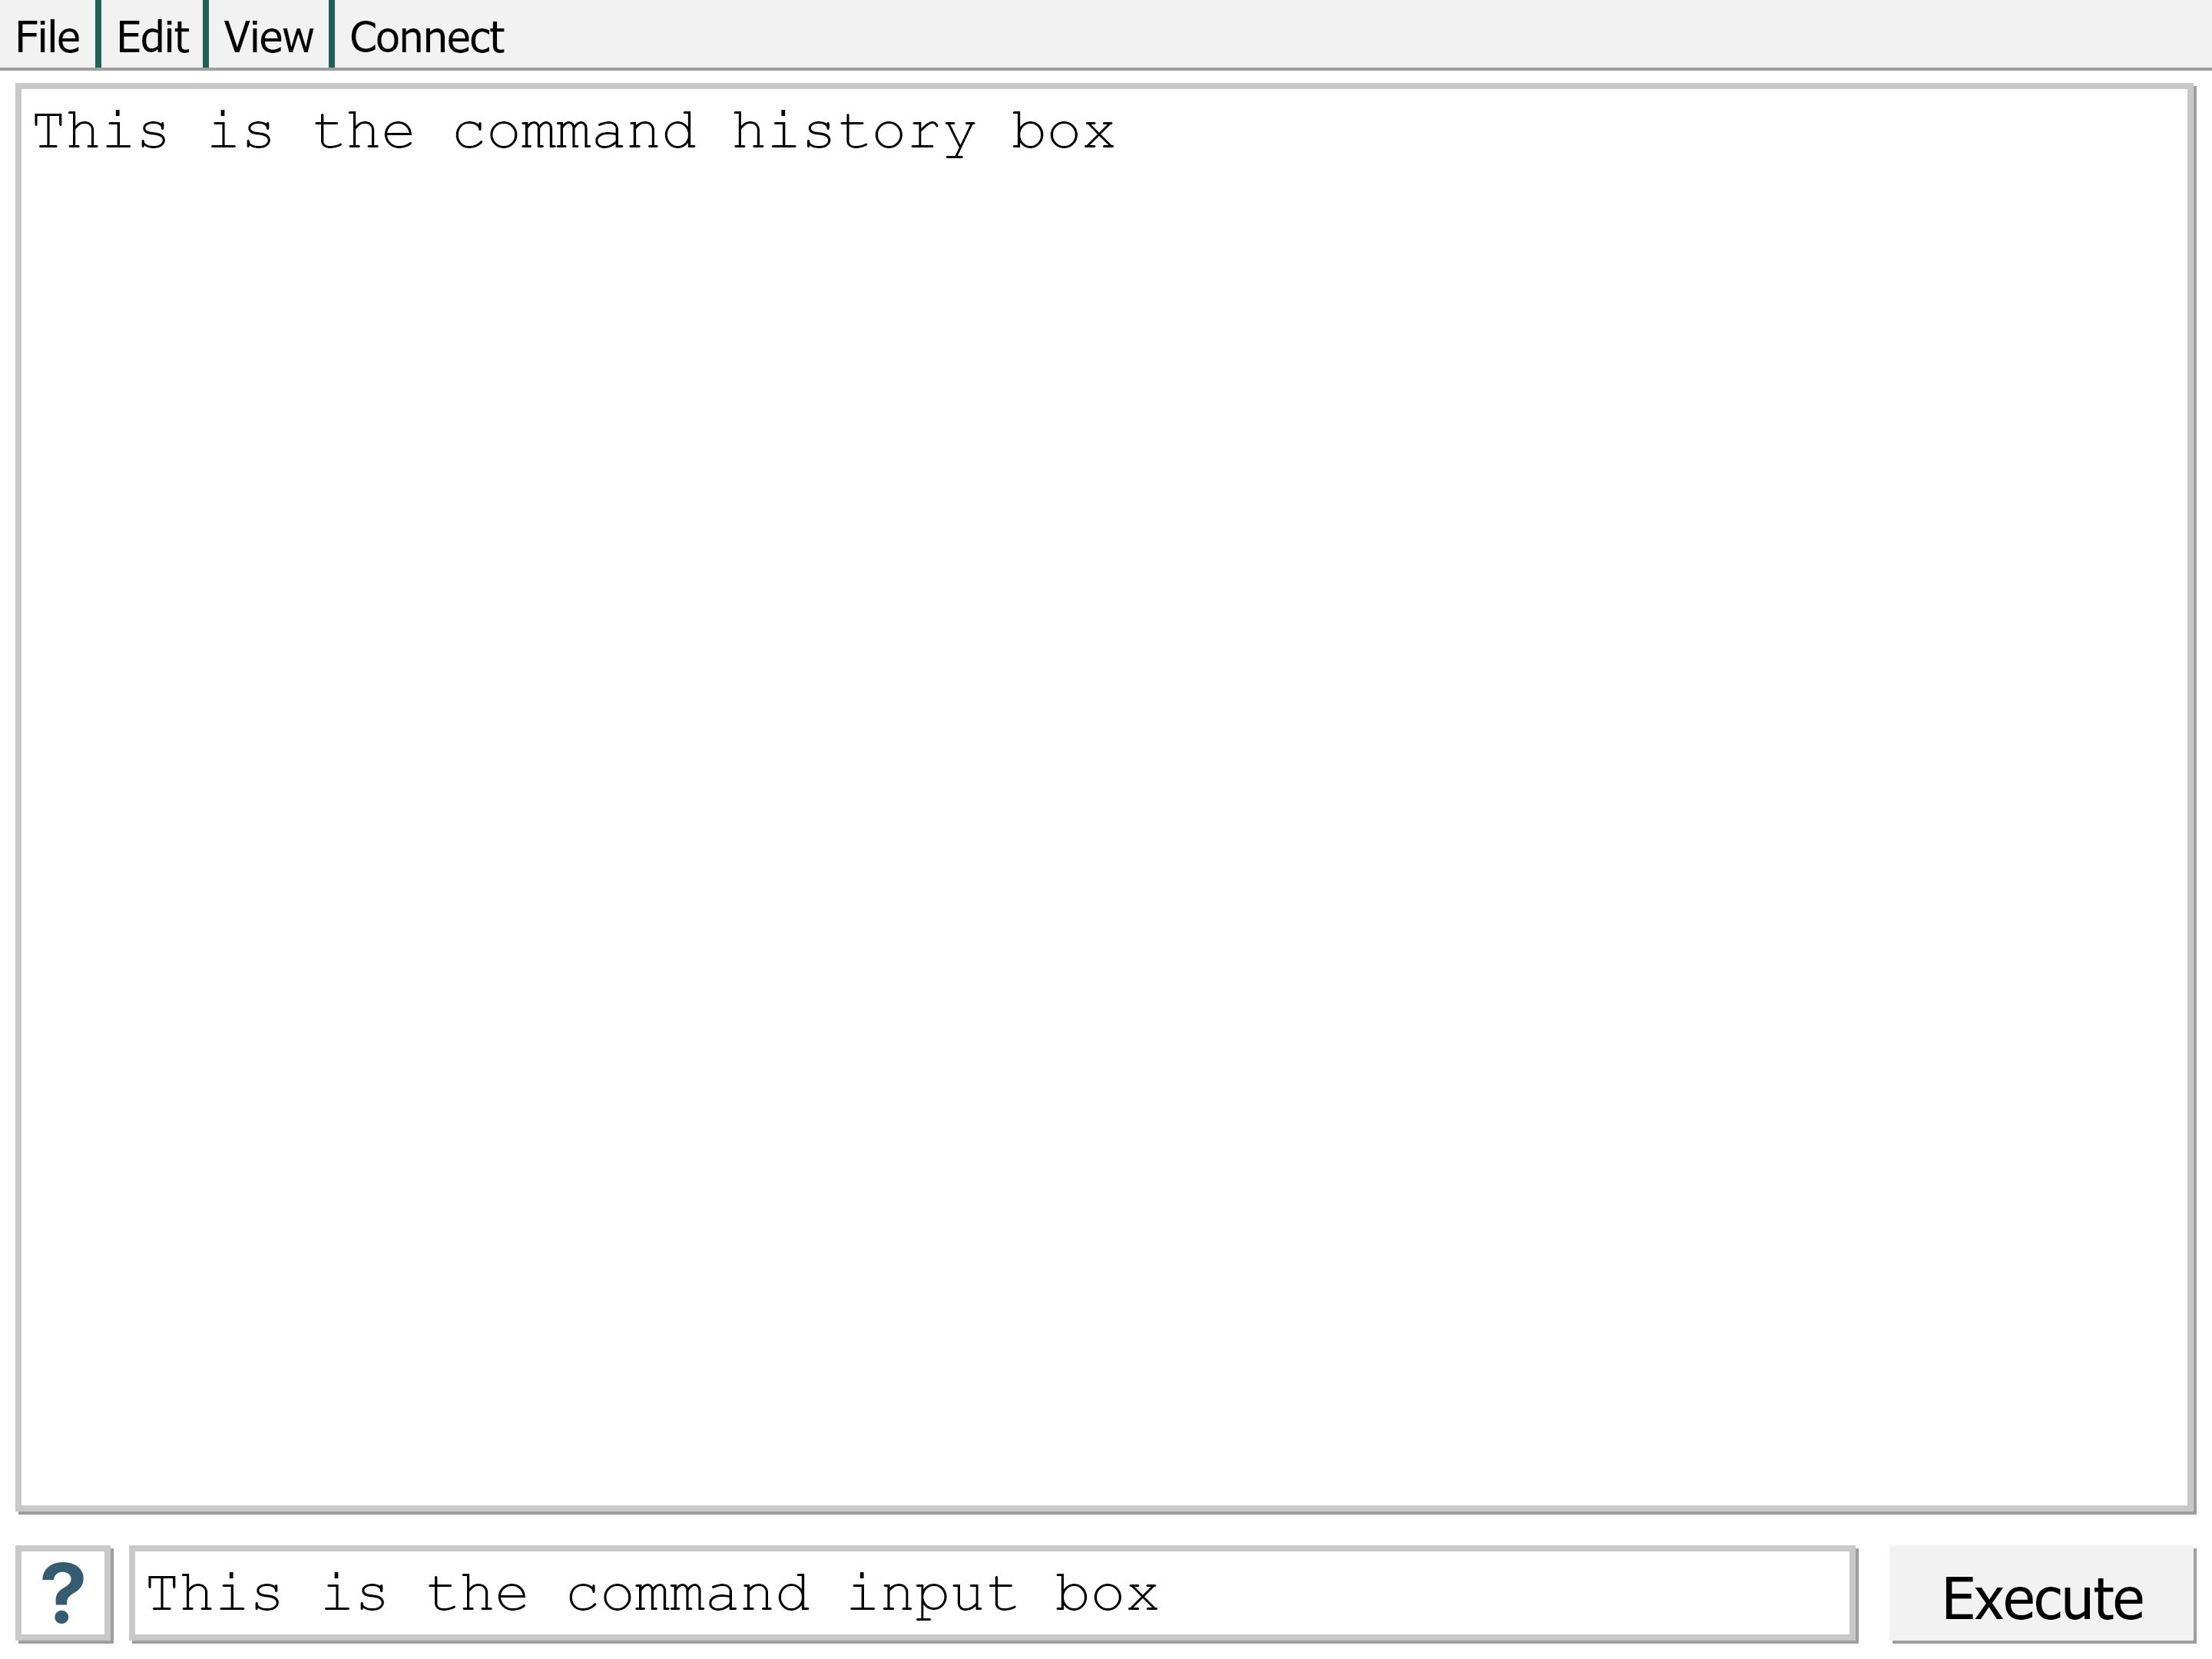 File Edit View Connect
This is the command history box
? This is the command input box Execute